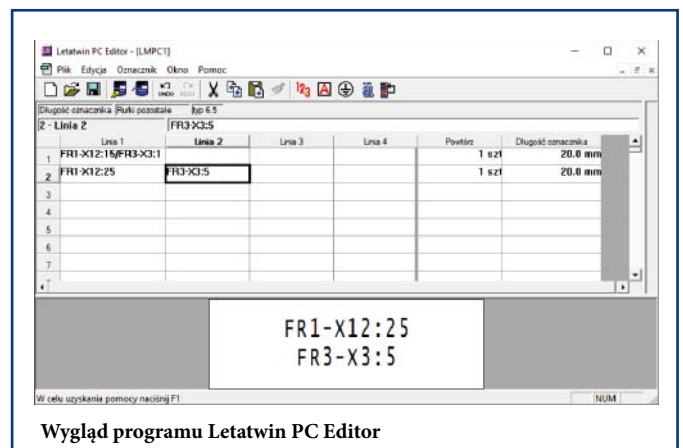 Letatwin PC Editor - [LMPC1]
Plik Edycja Oznacznik Okno Pomoc
UNDO
Długość oznacznika Rurki pozostałe hyp 6.5
2 - Linia 2 FR3-X3:5
Linia 1 Linia 2 Linia 3 Linia 4 Powtórz Długość oznacznika
1 FR1-X12:15/FR3-X3:1 1 szt 20.0 mm
2 FR1-X12:25 FR3-X3:5 1 szt 20.0 mm
3
4
5
6
7
FR1-X12:25
FR3-X3:5
W celu uzyskania pomocy naciśnij F1 NUM
Wygląd programu Letatwin PC Editor